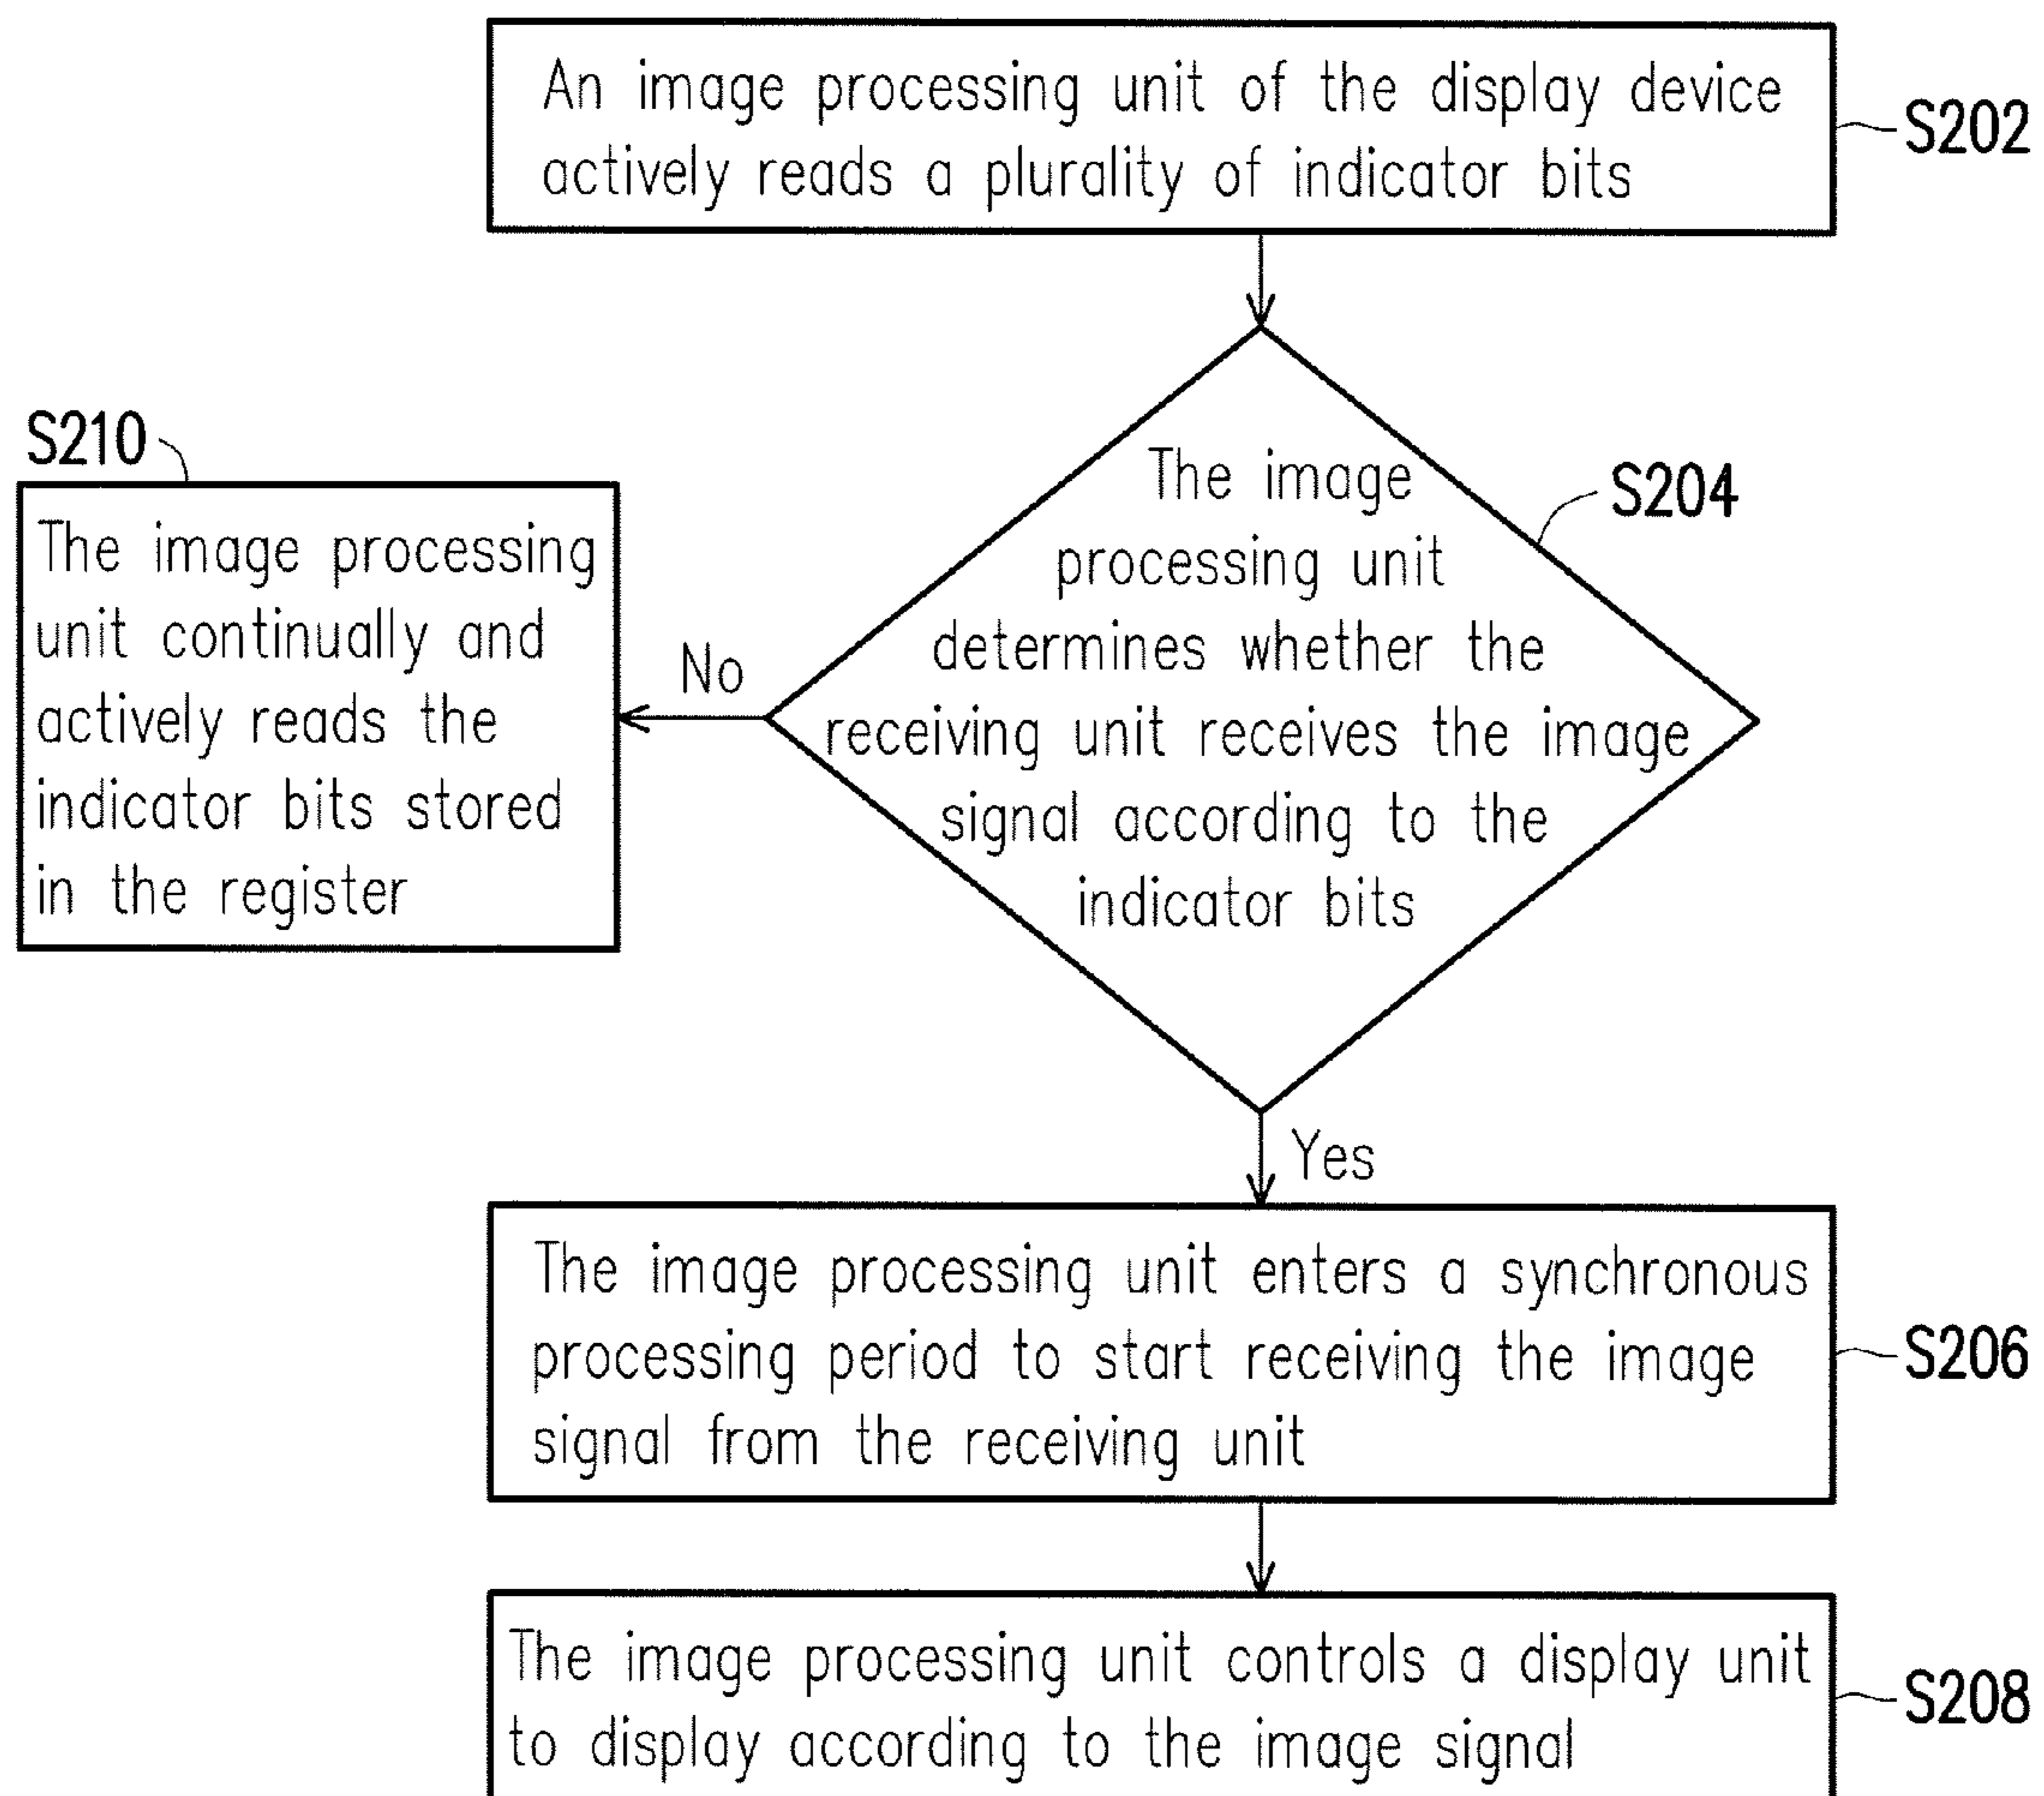 An image processing unit of the display device
actively reads a plurality of indicator bits
S202
The image
processing unit
determines whether the
receiving unit receives the image
signal according to the
indicator bits
S204
No
S210
The image processing
unit continually and
actively reads the
indicator bits stored
in the register
Yes
The image processing unit enters a synchronous
processing period to start receiving the image
signal from the receiving unit
S206
The image processing unit controls a display unit
to display according to the image signal
S208